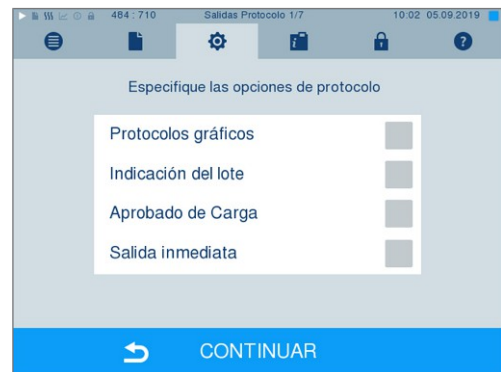 484 : 710 Salidas Protocolo 1/7 10:02 05.09.2019
Especifique las opciones de protocolo
Protocolos gráficos
Indicación del lote
Aprobado de Carga
Salida inmediata
CONTINUAR